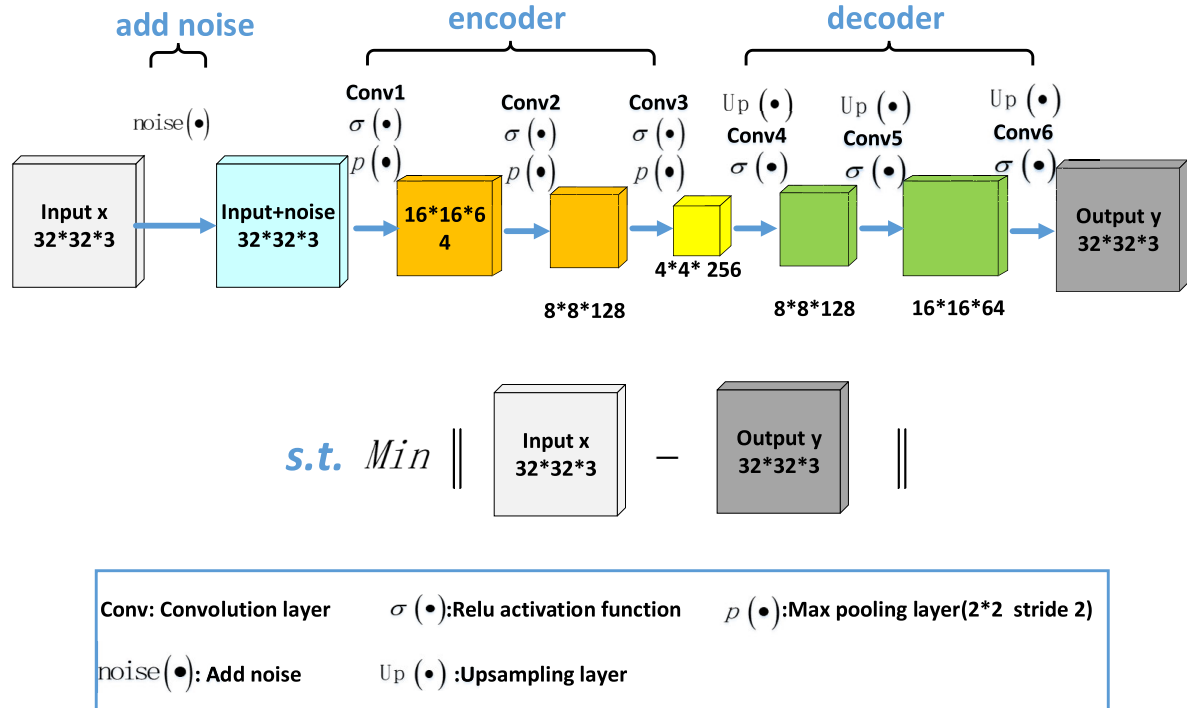 add noise
encoder
decoder
noise(•)
Conv1
σ (•)
p (•)
Conv2
σ (•)
p (•)
Conv3
σ (•)
p (•)
Up (•)
Conv4
σ (•)
Up (•)
Conv5
σ (•)
Up (•)
Conv6
σ (•)
Input x
32*32*3
Input+noise
32*32*3
16*16*6
4
8*8*128
4*4* 256
8*8*128
16*16*64
Output y
32*32*3
s.t. Min ‖ Input x
32*32*3
− Output y
32*32*3
‖
Conv: Convolution layer
σ (•):Relu activation function
p (•):Max pooling layer(2*2 stride 2)
noise(•): Add noise
Up (•) :Upsampling layer